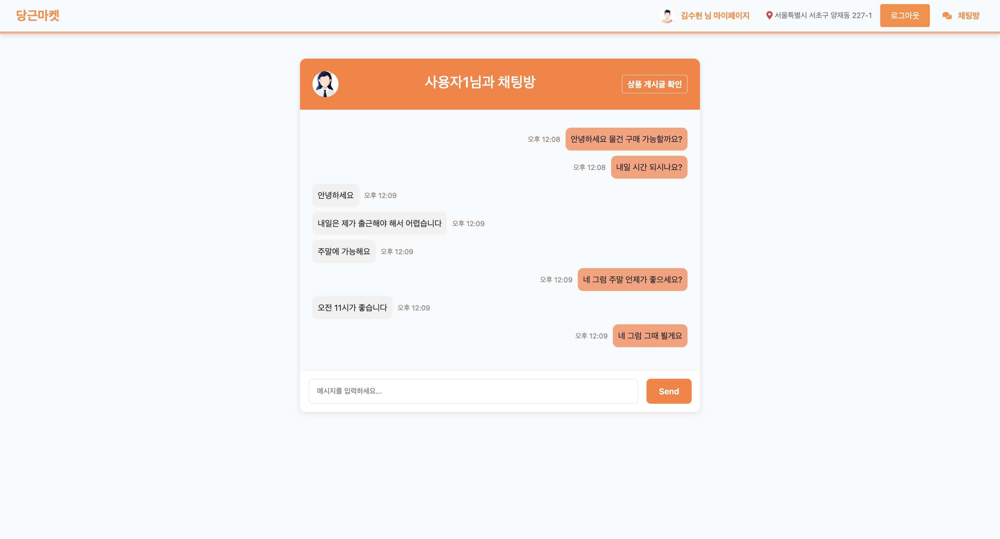 당근마켓
김수현 님 마이페이지
서울특별시 서초구 양재동 227-1
로그아웃
채팅방
사용자1님과 채팅방
상품 게시글 확인
오후 12:08 안녕하세요 물건 구매 가능할까요?
오후 12:08 내일 시간 되시나요?
안녕하세요 오후 12:09
내일은 제가 출근해야 해서 어렵습니다 오후 12:09
주말에 가능해요 오후 12:09
오후 12:09 네 그럼 주말 언제가 좋으세요?
오전 11시가 좋습니다 오후 12:09
오후 12:09 네 그럼 그때 뵐게요
메시지를 입력하세요...
Send